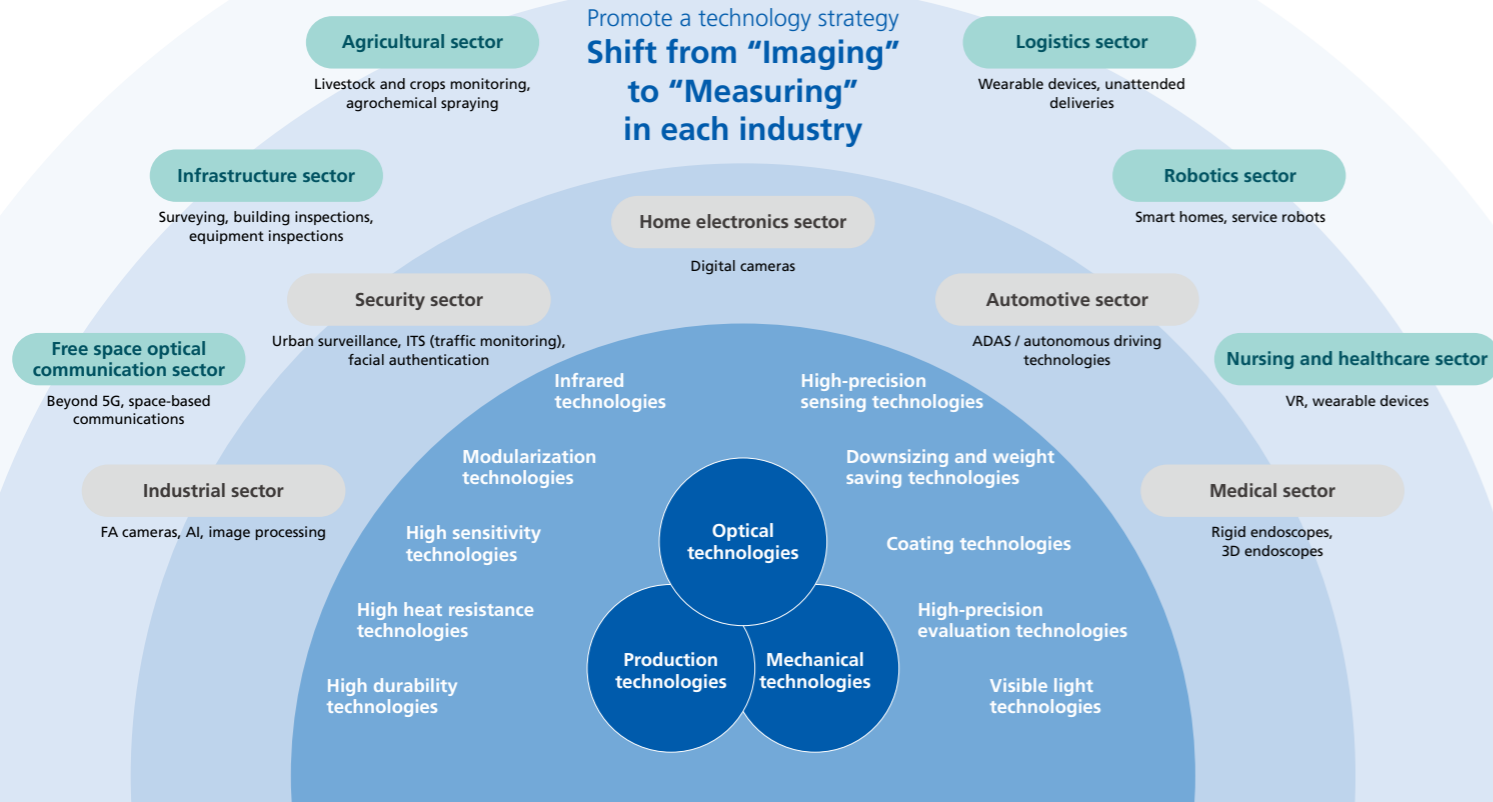 Promote a technology strategy
Shift from “Imaging”
to “Measuring”
in each industry
Agricultural sector
Livestock and crops monitoring,
agrochemical spraying
Logistics sector
Wearable devices, unattended
deliveries
Infrastructure sector
Surveying, building inspections,
equipment inspections
Robotics sector
Smart homes, service robots
Home electronics sector
Digital cameras
Security sector
Urban surveillance, ITS (traffic monitoring),
facial authentication
Automotive sector
ADAS / autonomous driving
technologies
Free space optical
communication sector
Beyond 5G, space-based
communications
Nursing and healthcare sector
VR, wearable devices
Industrial sector
FA cameras, AI, image processing
Medical sector
Rigid endoscopes,
3D endoscopes
Infrared
technologies
High-precision
sensing technologies
Modularization
technologies
Downsizing and weight
saving technologies
High sensitivity
technologies
Coating technologies
High heat resistance
technologies
High-precision
evaluation technologies
High durability
technologies
Visible light
technologies
Optical
technologies
Production
technologies
Mechanical
technologies